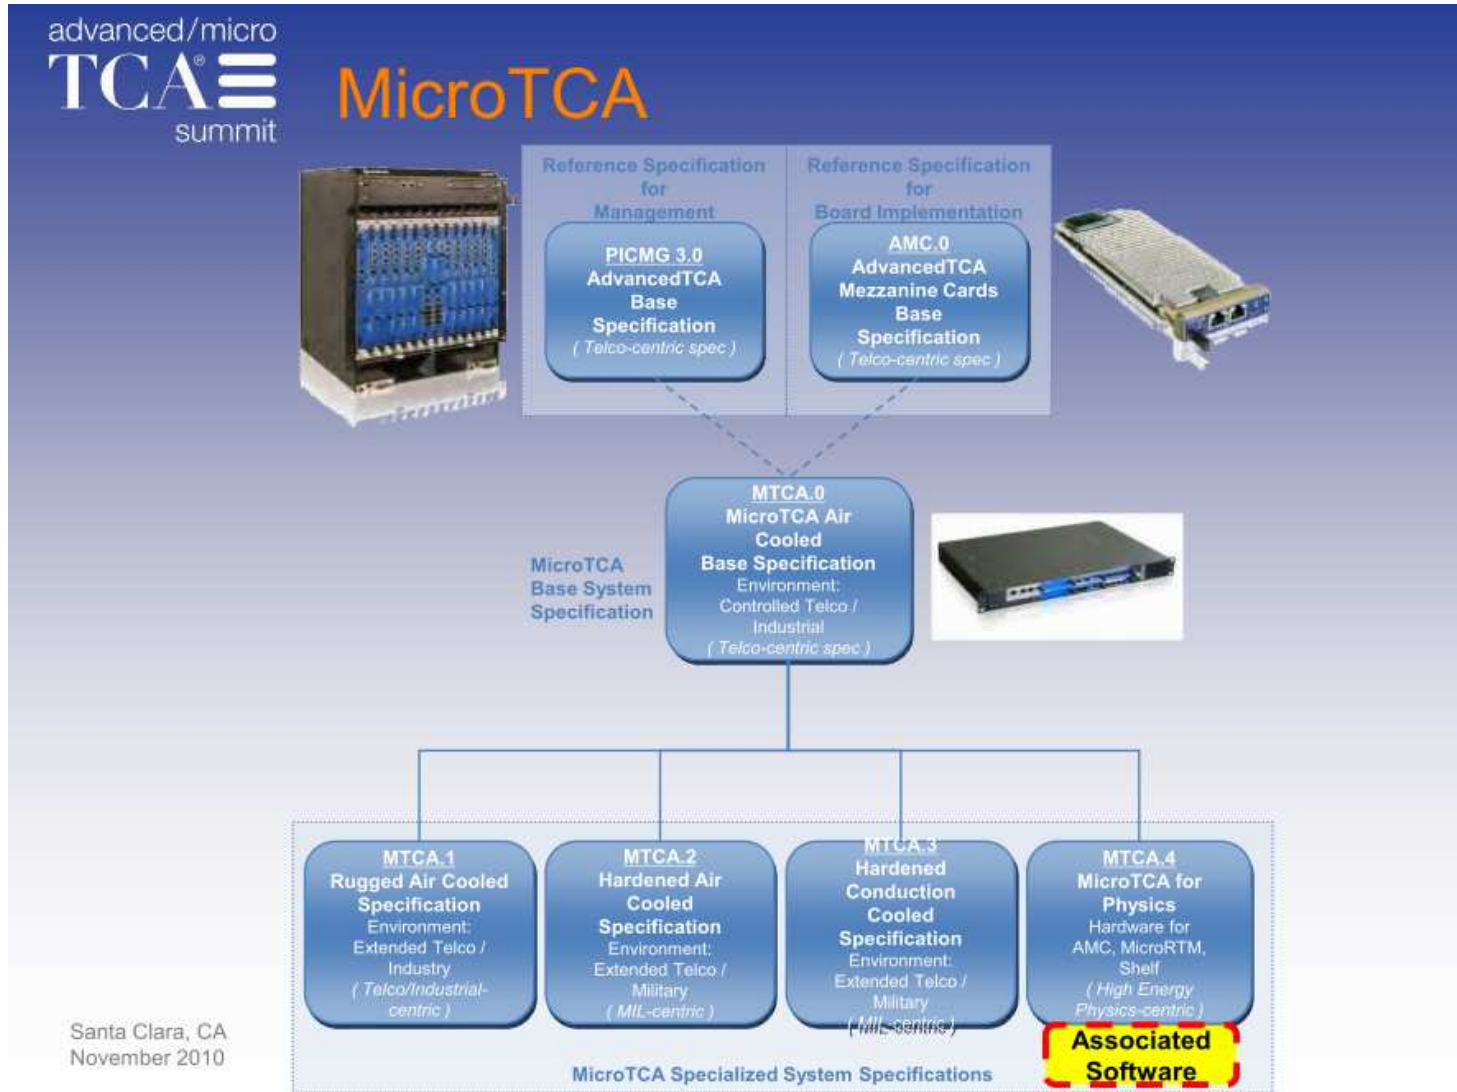 advanced/micro
TCA®
summit
MicroTCA
Reference Specification
for
Management
Reference Specification
for
Board Implementation
PICMG 3.0
AdvancedTCA
Base
Specification
( Telco-centric spec )
AMC.0
AdvancedTCA
Mezzanine Cards
Base
Specification
( Telco-centric spec )
MicroTCA
Base System
Specification
MTCA.0
MicroTCA Air
Cooled
Base Specification
Environment:
Controlled Telco /
Industrial
( Telco-centric spec )
MTCA.1
Rugged Air Cooled
Specification
Environment:
Extended Telco /
Industry
( Telco/Industrial-
centric )
MTCA.2
Hardened Air
Cooled
Specification
Environment:
Extended Telco /
Military
( MIL-centric )
MTCA.3
Hardened
Conduction
Cooled
Specification
Environment:
Extended Telco /
Military
( MIL-centric )
MTCA.4
MicroTCA for
Physics
Hardware for
AMC, MicroRTM,
Shelf
( High Energy
Physics-centric )
Associated
Software
MicroTCA Specialized System Specifications
Santa Clara, CA
November 2010